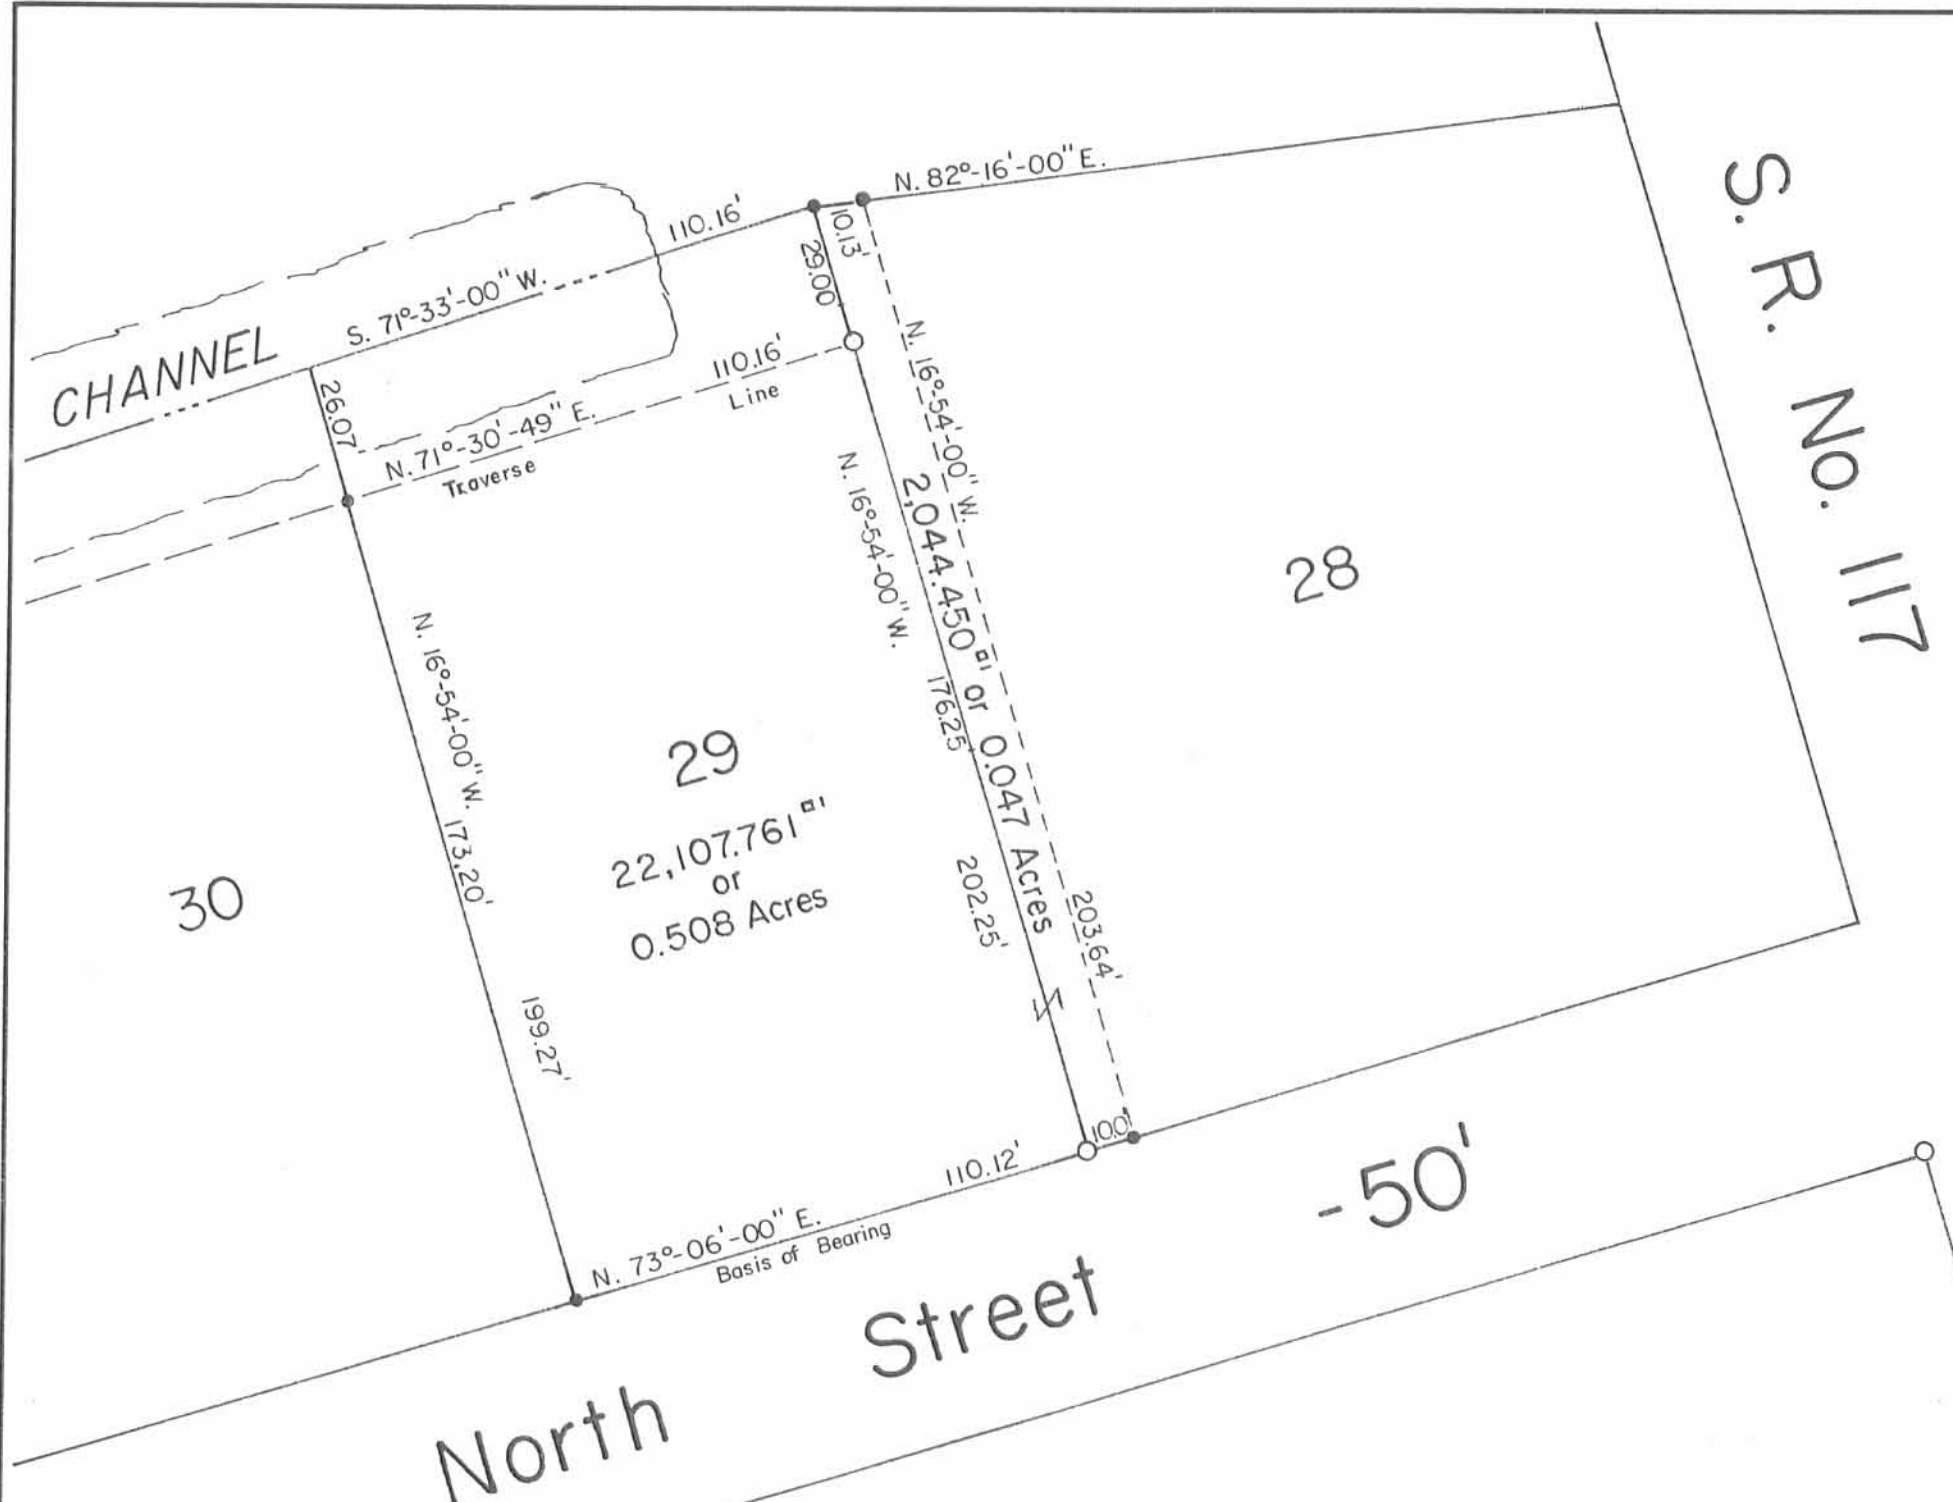 N. 82°-16'-00" E.
S. R. No. 117
110.16'
10.13'
29.00'
S. 71°-33'-00" W.
CHANNEL
26.07'
110.16'
Line
N. 71°-30'-49" E.
Traverse
N. 16°-54'-00" W.
N. 16°-54'-00" W.
2,044.450 □' or 0.047 Acres
176.25'
202.25'
203.64'
28
N. 16°-54'-00" W. 173.20'
199.27'
29
22,107.761 □'
or
0.508 Acres
30
10.0'
110.12'
N. 73°-06'-00" E.
Basis of Bearing
North Street -50'